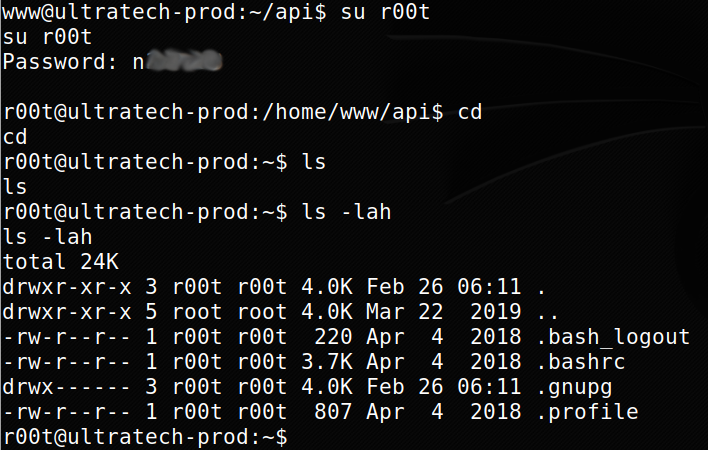 www@ultratech-prod:~/api$ su r00t
su r00t
Password: n
r00t@ultratech-prod:/home/www/api$ cd
cd
r00t@ultratech-prod:~$ ls
ls
r00t@ultratech-prod:~$ ls -lah
ls -lah
total 24K
drwxr-xr-x 3 r00t r00t 4.0K Feb 26 06:11 .
drwxr-xr-x 5 root root 4.0K Mar 22  2019 ..
-rw-r--r-- 1 r00t r00t  220 Apr  4  2018 .bash_logout
-rw-r--r-- 1 r00t r00t 3.7K Apr  4  2018 .bashrc
drwx------ 3 r00t r00t 4.0K Feb 26 06:11 .gnupg
-rw-r--r-- 1 r00t r00t  807 Apr  4  2018 .profile
r00t@ultratech-prod:~$